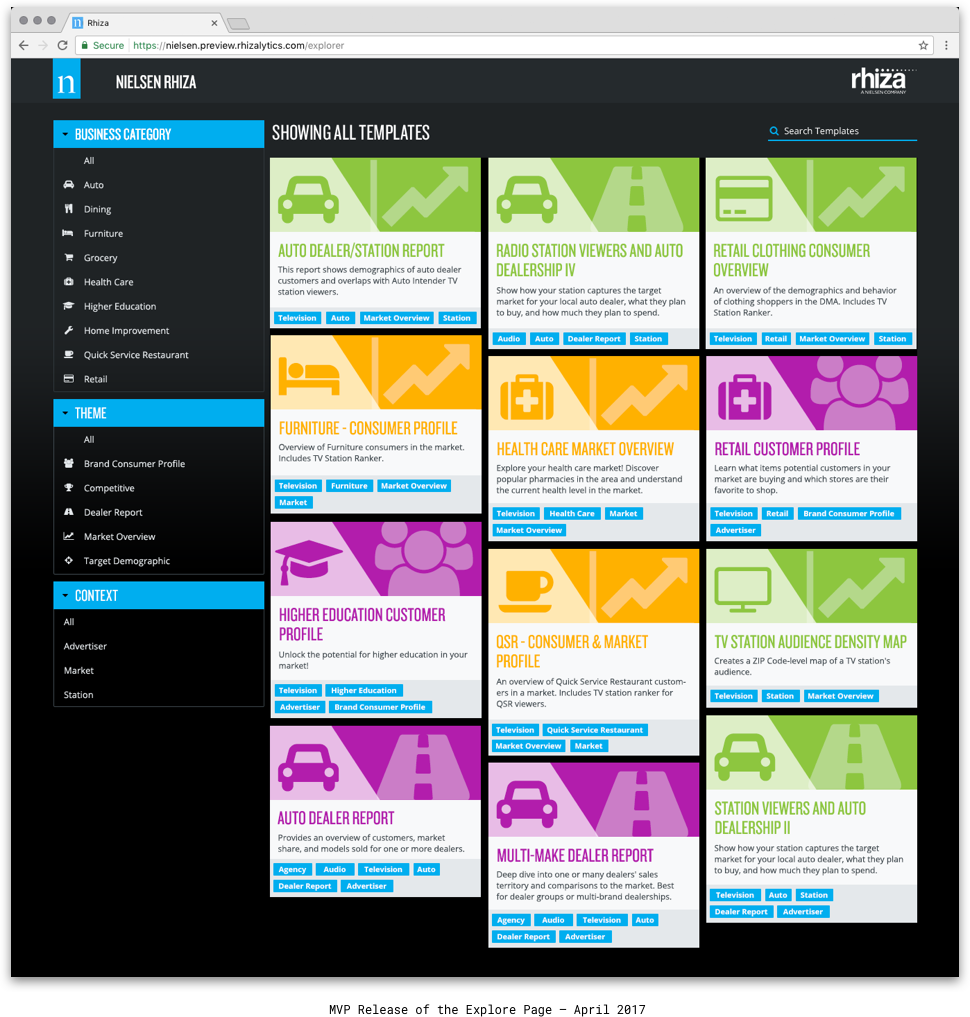 Rhiza
Secure
https://nielsen.preview.rhizalytics.com/explorer
n
NIELSEN RHIZA
rhiza
A NIELSEN COMPANY
BUSINESS CATEGORY
All
Auto
Dining
Furniture
Grocery
Health Care
Higher Education
Home Improvement
Quick Service Restaurant
Retail
THEME
All
Brand Consumer Profile
Competitive
Dealer Report
Market Overview
Target Demographic
CONTEXT
All
Advertiser
Market
Station
SHOWING ALL TEMPLATES
Search Templates
AUTO DEALER/STATION REPORT
This report shows demographics of auto dealer
customers and overlaps with Auto Intender TV
station viewers.
Television Auto Market Overview Station
FURNITURE - CONSUMER PROFILE
Overview of Furniture consumers in the market.
Includes TV Station Ranker.
Television Furniture Market Overview
Market
HIGHER EDUCATION CUSTOMER
PROFILE
Unlock the potential for higher education in your
market!
Television Higher Education
Advertiser Brand Consumer Profile
AUTO DEALER REPORT
Provides an overview of customers, market
share, and models sold for one or more dealers.
Agency Audio Television Auto
Dealer Report Advertiser
RADIO STATION VIEWERS AND AUTO
DEALERSHIP IV
Show how your station captures the target
market for your local auto dealer, what they plan
to buy, and how much they plan to spend.
Audio Auto Dealer Report Station
HEALTH CARE MARKET OVERVIEW
Explore your health care market! Discover
popular pharmacies in the area and understand
the current health level in the market.
Television Health Care Market
Market Overview
QSR - CONSUMER & MARKET
PROFILE
An overview of Quick Service Restaurant custom-
ers in a market. Includes TV station ranker for
QSR viewers.
Television Quick Service Restaurant
Market Overview Market
MULTI-MAKE DEALER REPORT
Deep dive into one or many dealers' sales
territory and comparisons to the market. Best
for dealer groups or multi-brand dealerships.
Agency Audio Television Auto
Dealer Report Advertiser
RETAIL CLOTHING CONSUMER
OVERVIEW
An overview of the demographics and behavior
of clothing shoppers in the DMA. Includes TV
Station Ranker.
Television Retail Market Overview Station
RETAIL CUSTOMER PROFILE
Learn what items potential customers in your
market are buying and which stores are their
favorite to shop.
Television Retail Brand Consumer Profile
Advertiser
TV STATION AUDIENCE DENSITY MAP
Creates a ZIP Code-level map of a TV station's
audience.
Television Station Market Overview
STATION VIEWERS AND AUTO
DEALERSHIP II
Show how your station captures the target
market for your local auto dealer, what they plan
to buy, and how much they plan to spend.
Television Auto Station
Dealer Report Advertiser
MVP Release of the Explore Page – April 2017